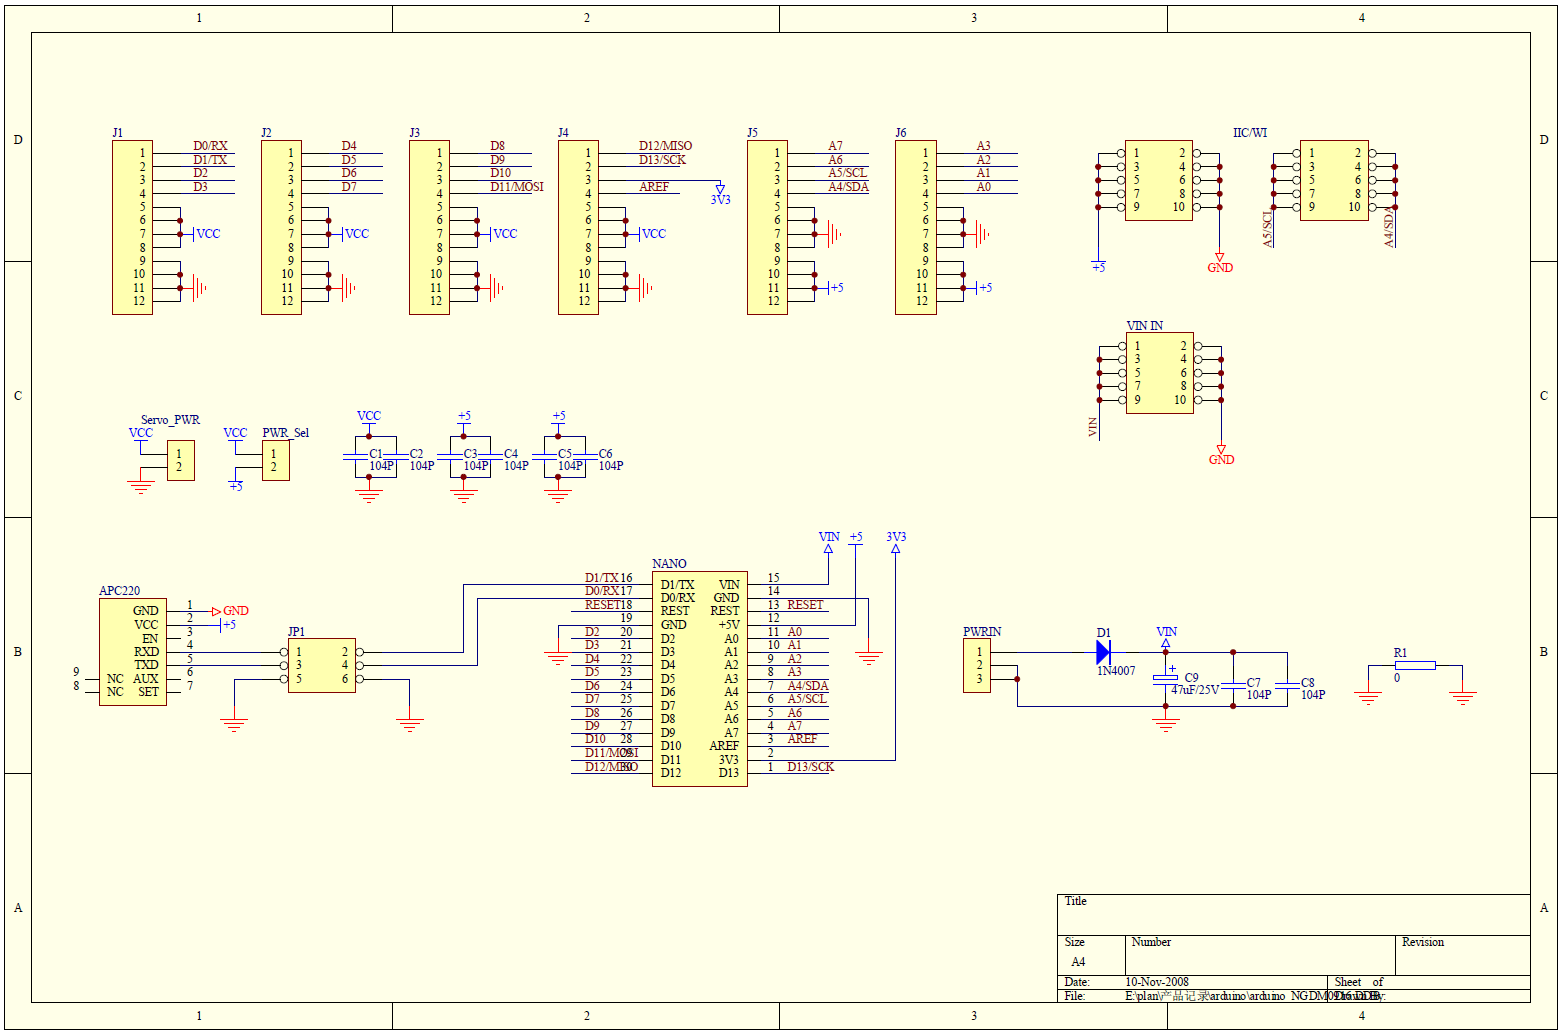 1 2 3 4
D D
J1 J2 J3 J4 J5 J6 IIC/WI
1 D0/RX
2 D1/TX
3 D2
4 D3
5
6
7 VCC
8
9
10
11
12
1 D4
2 D5
3 D6
4 D7
5
6
7 VCC
8
9
10
11
12
1 D8
2 D9
3 D10
4 D11/MOSI
5
6
7 VCC
8
9
10
11
12
1 D12/MISO
2 D13/SCK
3 3V3
4 AREF
5
6
7 VCC
8
9
10
11
12
1 A7
2 A6
3 A5/SCL
4 A4/SDA
5
6
7
8
9
10
11 +5
12
1 A3
2 A2
3 A1
4 A0
5
6
7
8
9
10
11 +5
12
1 2
3 4
5 6
7 8
9 10
+5 GND
1 2
3 4
5 6
7 8
9 10
A5/SCL A4/SDA
VIN IN
1 2
3 4
5 6
7 8
9 10
VIN GND
C C
Servo_PWR
VCC
1
2
PWR_Sel
VCC
1
2
+5
VCC
C1 C2
104P 104P
+5
C3 C4
104P 104P
+5
C5 C6
104P 104P
APC220
GND 1 GND
VCC 2 +5
EN 3
RXD 4
TXD 5
9 NC AUX 6
8 NC SET 7
JP1
1 2
3 4
5 6
VIN +5 3V3
NANO
D1/TX 16 D1/TX VIN 15
D0/RX 17 D0/RX GND 14
RESET 18 REST REST 13 RESET
19 GND +5V 12
D2 20 D2 A0 11 A0
D3 21 D3 A1 10 A1
D4 22 D4 A2 9 A2
D5 23 D5 A3 8 A3
D6 24 D6 A4 7 A4/SDA
D7 25 D7 A5 6 A5/SCL
D8 26 D8 A6 5 A6
D9 27 D9 A7 4 A7
D10 28 D10 AREF 3 AREF
D11/MOSI 29 D11 3V3 2
D12/MISO 30 D12 D13 1 D13/SCK
B B
PWRIN
1
2
3
D1
1N4007
VIN
+
C9
47uF/25V
C7
104P
C8
104P
R1
0
A A
Title
Size Number Revision
A4
Date: 10-Nov-2008 Sheet of
File: E:\plan\产品记录\arduino\arduino NGDM0916.DDB Drawn By:
1 2 3 4